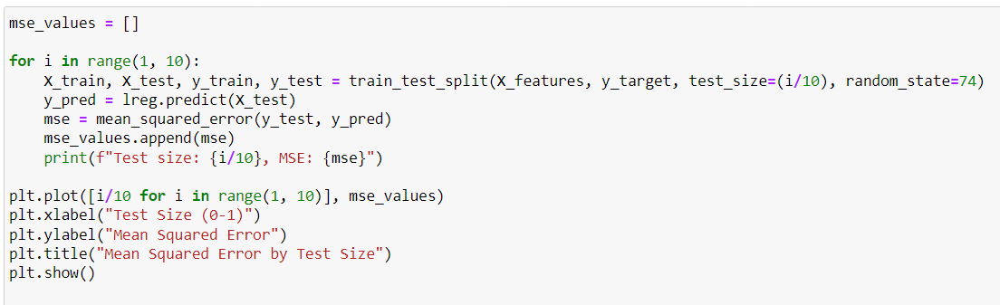 mse_values = []
for i in range(1, 10):
    X_train, X_test, y_train, y_test = train_test_split(X_features, y_target, test_size=(i/10), random_state=74)
    y_pred = lreg.predict(X_test)
    mse = mean_squared_error(y_test, y_pred)
    mse_values.append(mse)
    print(f"Test size: {i/10}, MSE: {mse}")
plt.plot([i/10 for i in range(1, 10)], mse_values)
plt.xlabel("Test Size (0-1)")
plt.ylabel("Mean Squared Error")
plt.title("Mean Squared Error by Test Size")
plt.show()